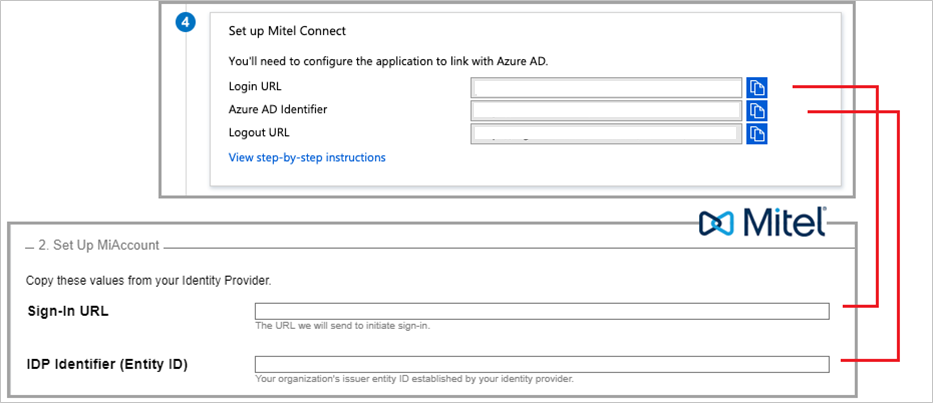 4
Set up Mitel Connect
You'll need to configure the application to link with Azure AD.
Login URL
Azure AD Identifier
Logout URL
View step-by-step instructions
Mitel
2. Set Up MiAccount
Copy these values from your Identity Provider.
Sign-In URL
The URL we will send to initiate sign-in.
IDP Identifier (Entity ID)
Your organization's issuer entity ID established by your identity provider.